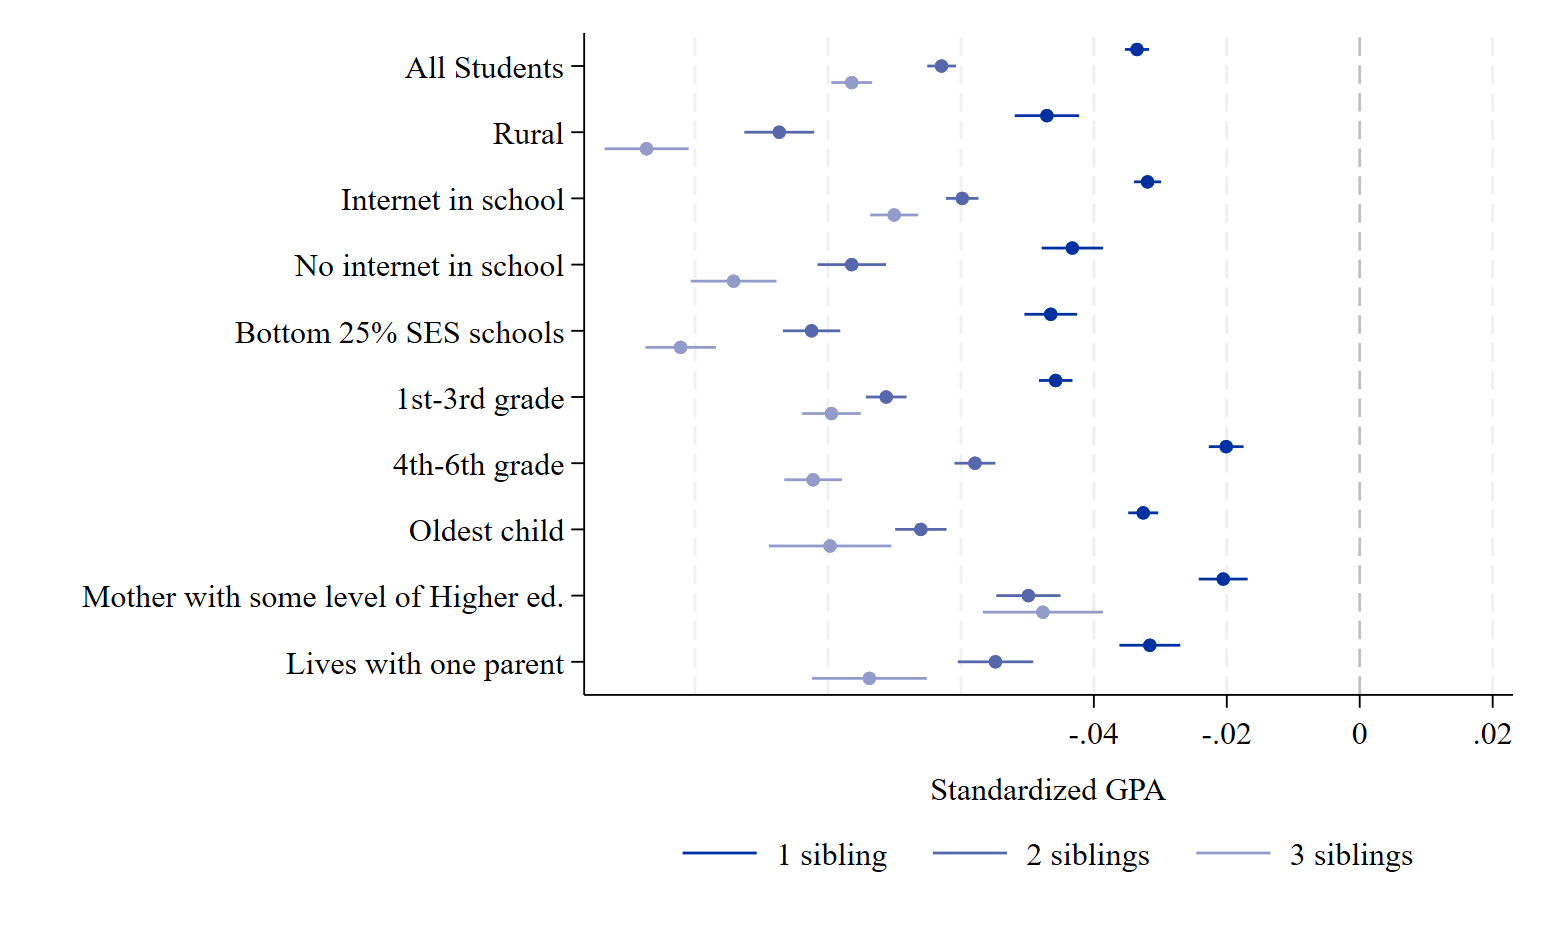 All Students
Rural
Internet in school
No internet in school
Bottom 25% SES schools
1st-3rd grade
4th-6th grade
Oldest child
Mother with some level of Higher ed.
Lives with one parent
-.04 -.02 0 .02
Standardized GPA
1 sibling 2 siblings 3 siblings